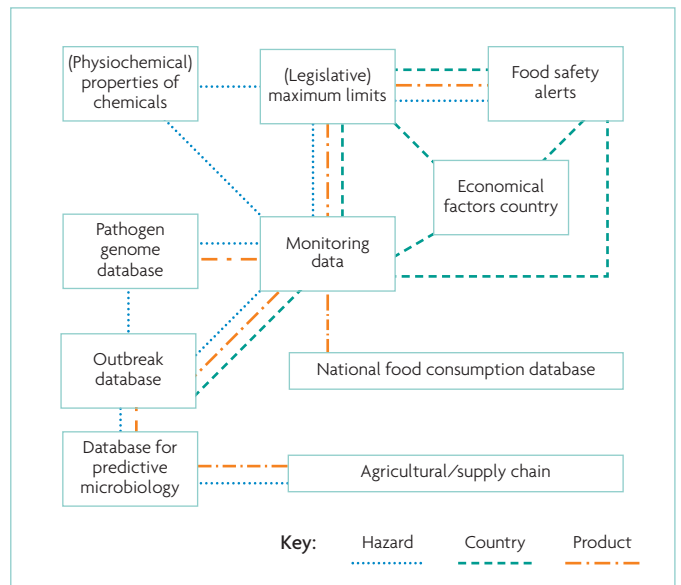 (Physiochemical)
properties of
chemicals
(Legislative)
maximum limits
Food safety
alerts
Economical
factors country
Pathogen
genome
database
Monitoring
data
Outbreak
database
National food consumption database
Database for
predictive
microbiology
Agricultural/supply chain
Key: Hazard Country Product